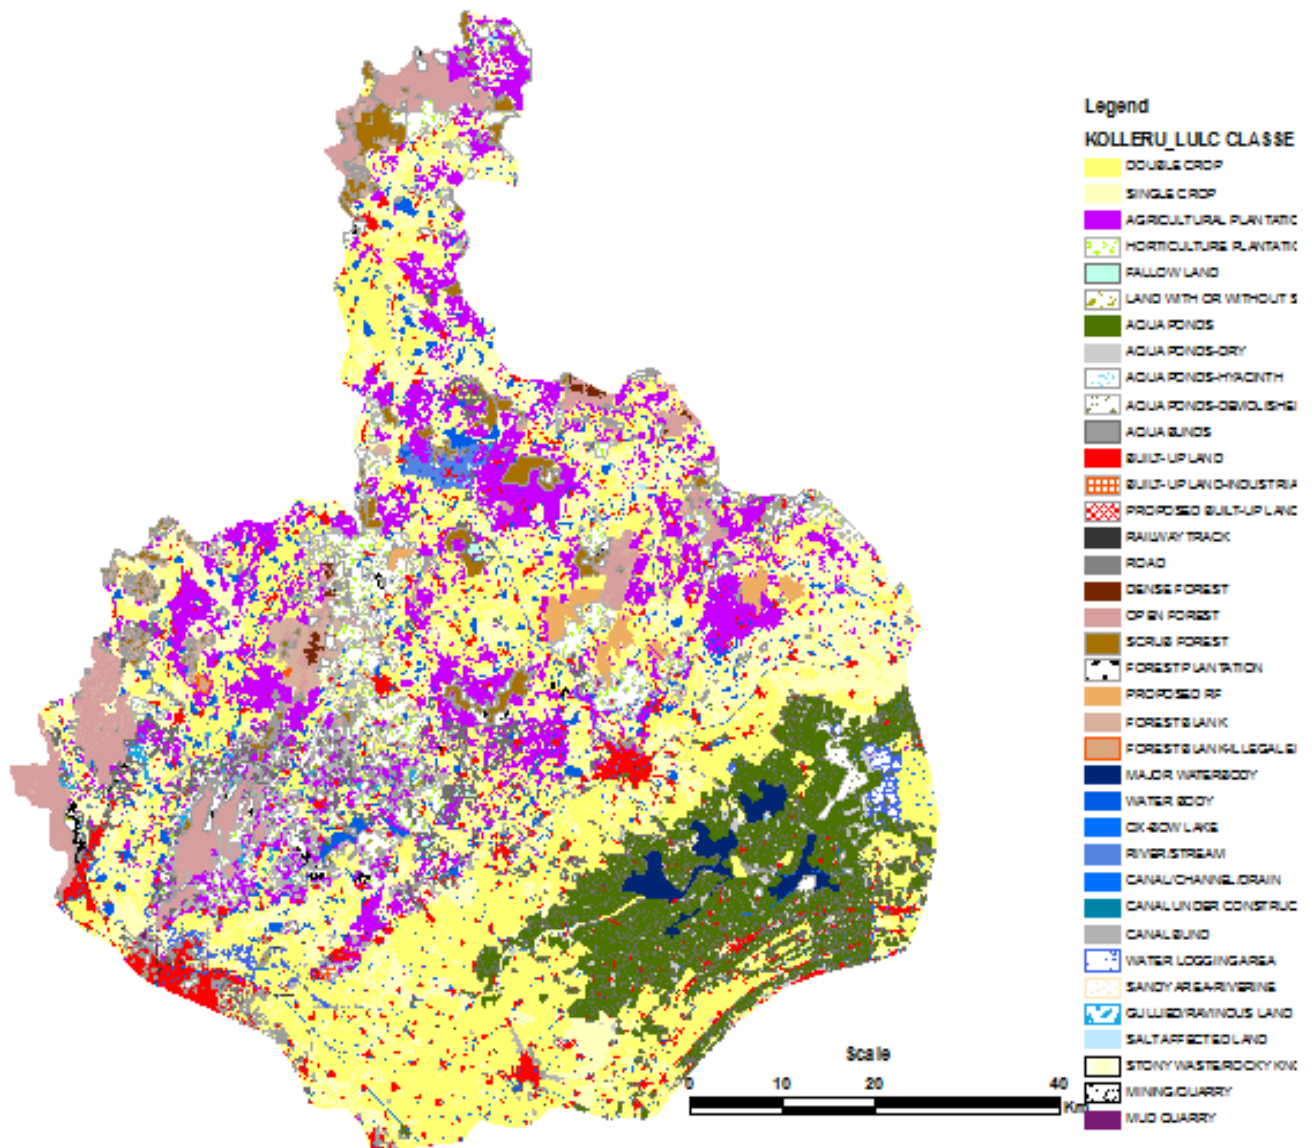 Legend
KOLLERU_LULC CLASSE
DOUBLE CROP
SINGLE CROP
AGRICULTURAL PLANTATIC
HORTICULTURE PLANTATIC
FALLOW LAND
LAND WITH OR WITHOUT S
AQUA PONDS
AQUA PONDS-DRY
AQUA PONDS-HYACINTH
AQUA PONDS-DEMOLISHE
AQUA BUNDS
BUILT-UP LAND
BUILT-UP LAND-INDUSTRIA
PROPOSED BUILT-UP LANC
RAILWAY TRACK
ROAD
DENSE FOREST
OPEN FOREST
SCRUB FOREST
FOREST PLANTATION
PROPOSED RF
FOREST BLANK
FOREST BLANK-ILLEGAL E
MAJOR WATERBODY
WATER BODY
OX-BOW LAKE
RIVER/STREAM
CANAL/CHANNEL/DRAIN
CANAL UNDER CONSTRUC
CANAL BUND
WATER LOGGING AREA
SANDY AREA-RIVERINE
GULLIED/RAVINOUS LAND
SALT AFFECTED LAND
STONY WASTE/ROCKY KNC
MINING/QUARRY
MUD QUARRY
Scale
0 10 20 40
Km